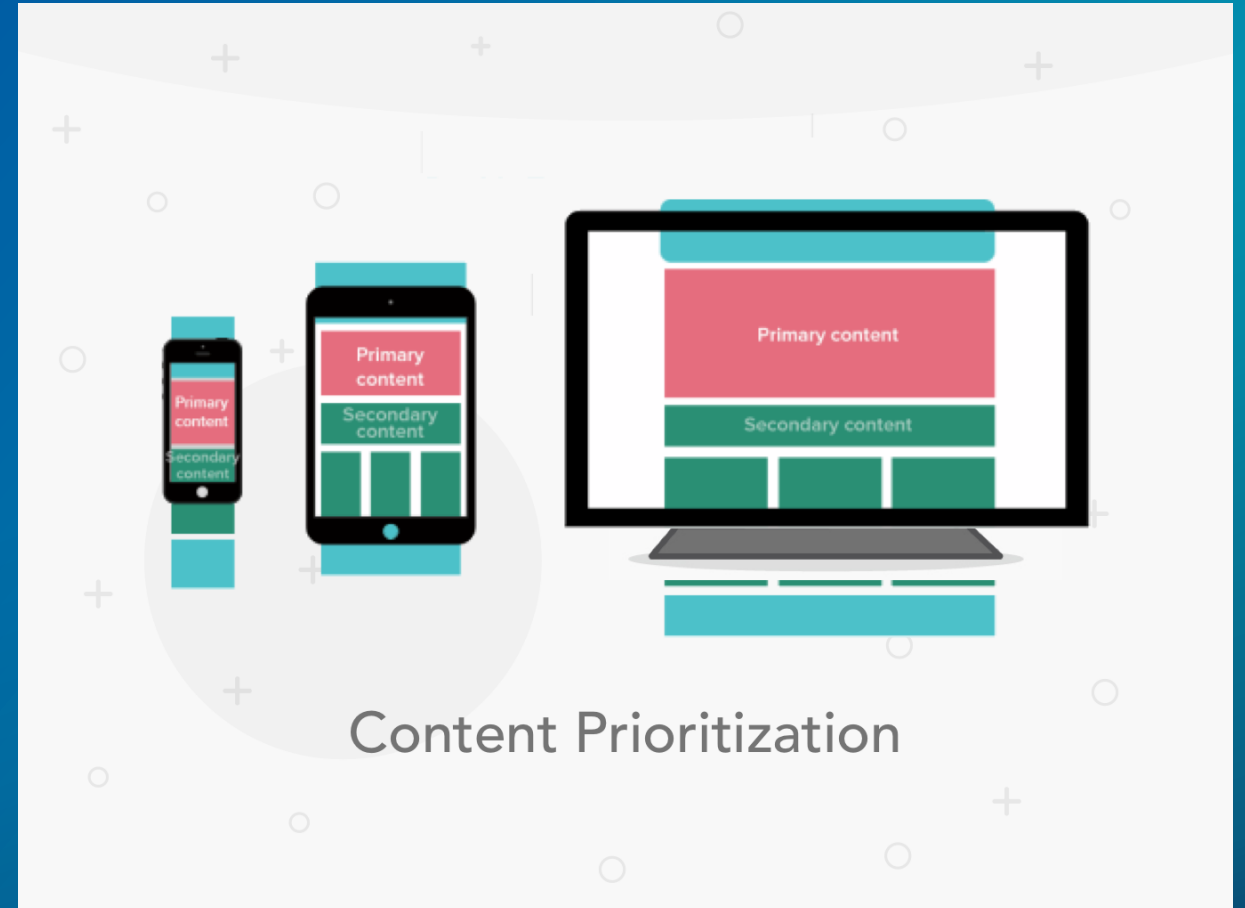 Primary
content
Secondary
content
Primary
content
Secondary
content
Primary content
Secondary content
Content Prioritization